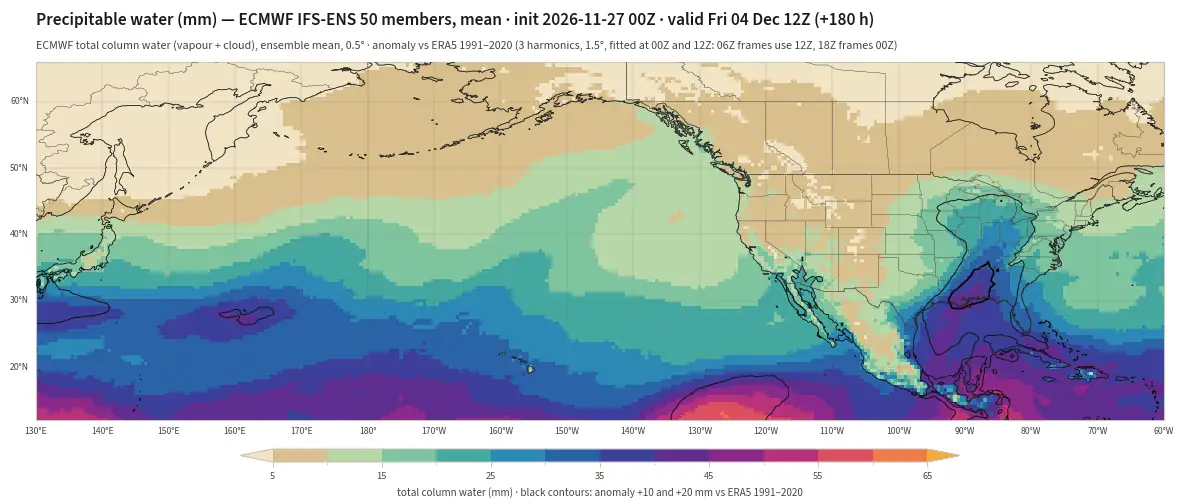 Precipitable water (mm) — ECMWF IFS-ENS 50 members, mean · init 2026-11-27 00Z · valid Fri 04 Dec 12Z (+180 h)
ECMWF total column water (vapour + cloud), ensemble mean, 0.5° · anomaly vs ERA5 1991–2020 (3 harmonics, 1.5°, fitted at 00Z and 12Z: 06Z frames use 12Z, 18Z frames 00Z)
60°N
50°N
40°N
30°N
20°N
130°E 140°E 150°E 160°E 170°E 180° 170°W 160°W 150°W 140°W 130°W 120°W 110°W 100°W 90°W 80°W 70°W 60°W
5 15 25 35 45 55 65
total column water (mm) · black contours: anomaly +10 and +20 mm vs ERA5 1991–2020